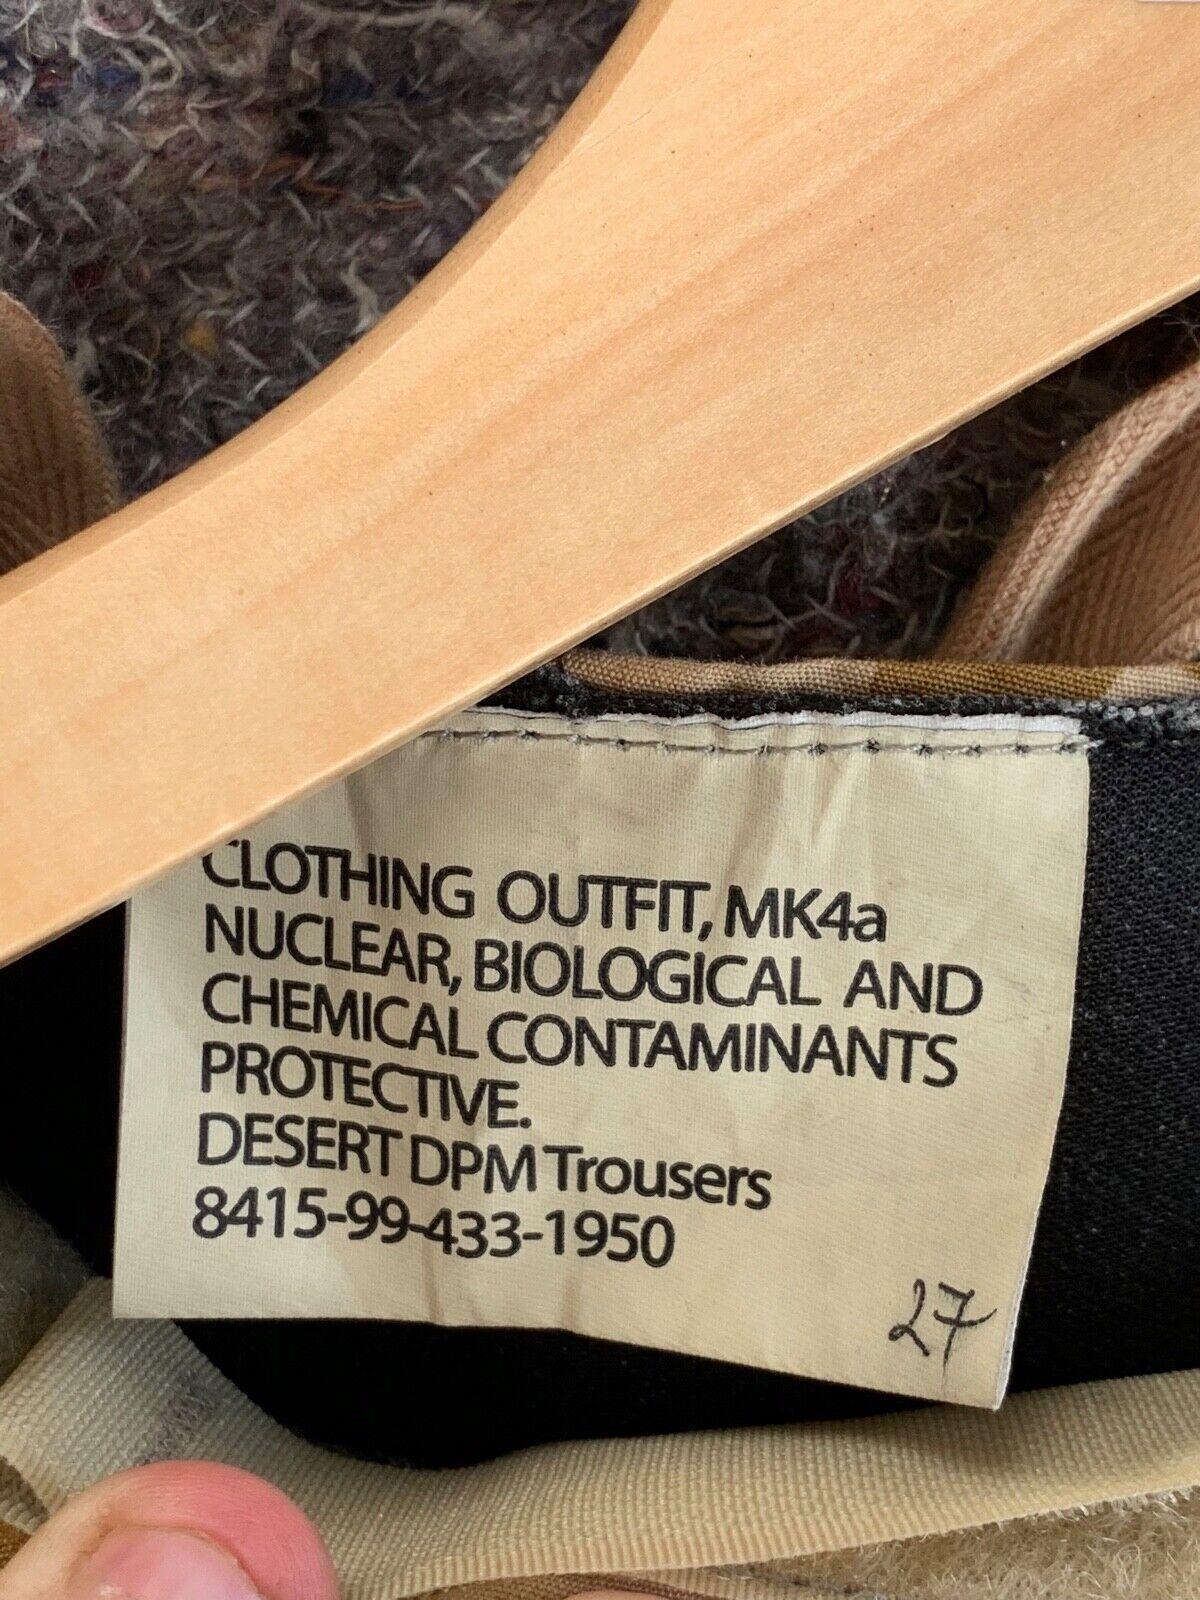 CLOTHING OUTFIT, MK4a
NUCLEAR, BIOLOGICAL AND
CHEMICAL CONTAMINANTS
PROTECTIVE.
DESERT DPM Trousers
8415-99-433-1950
27